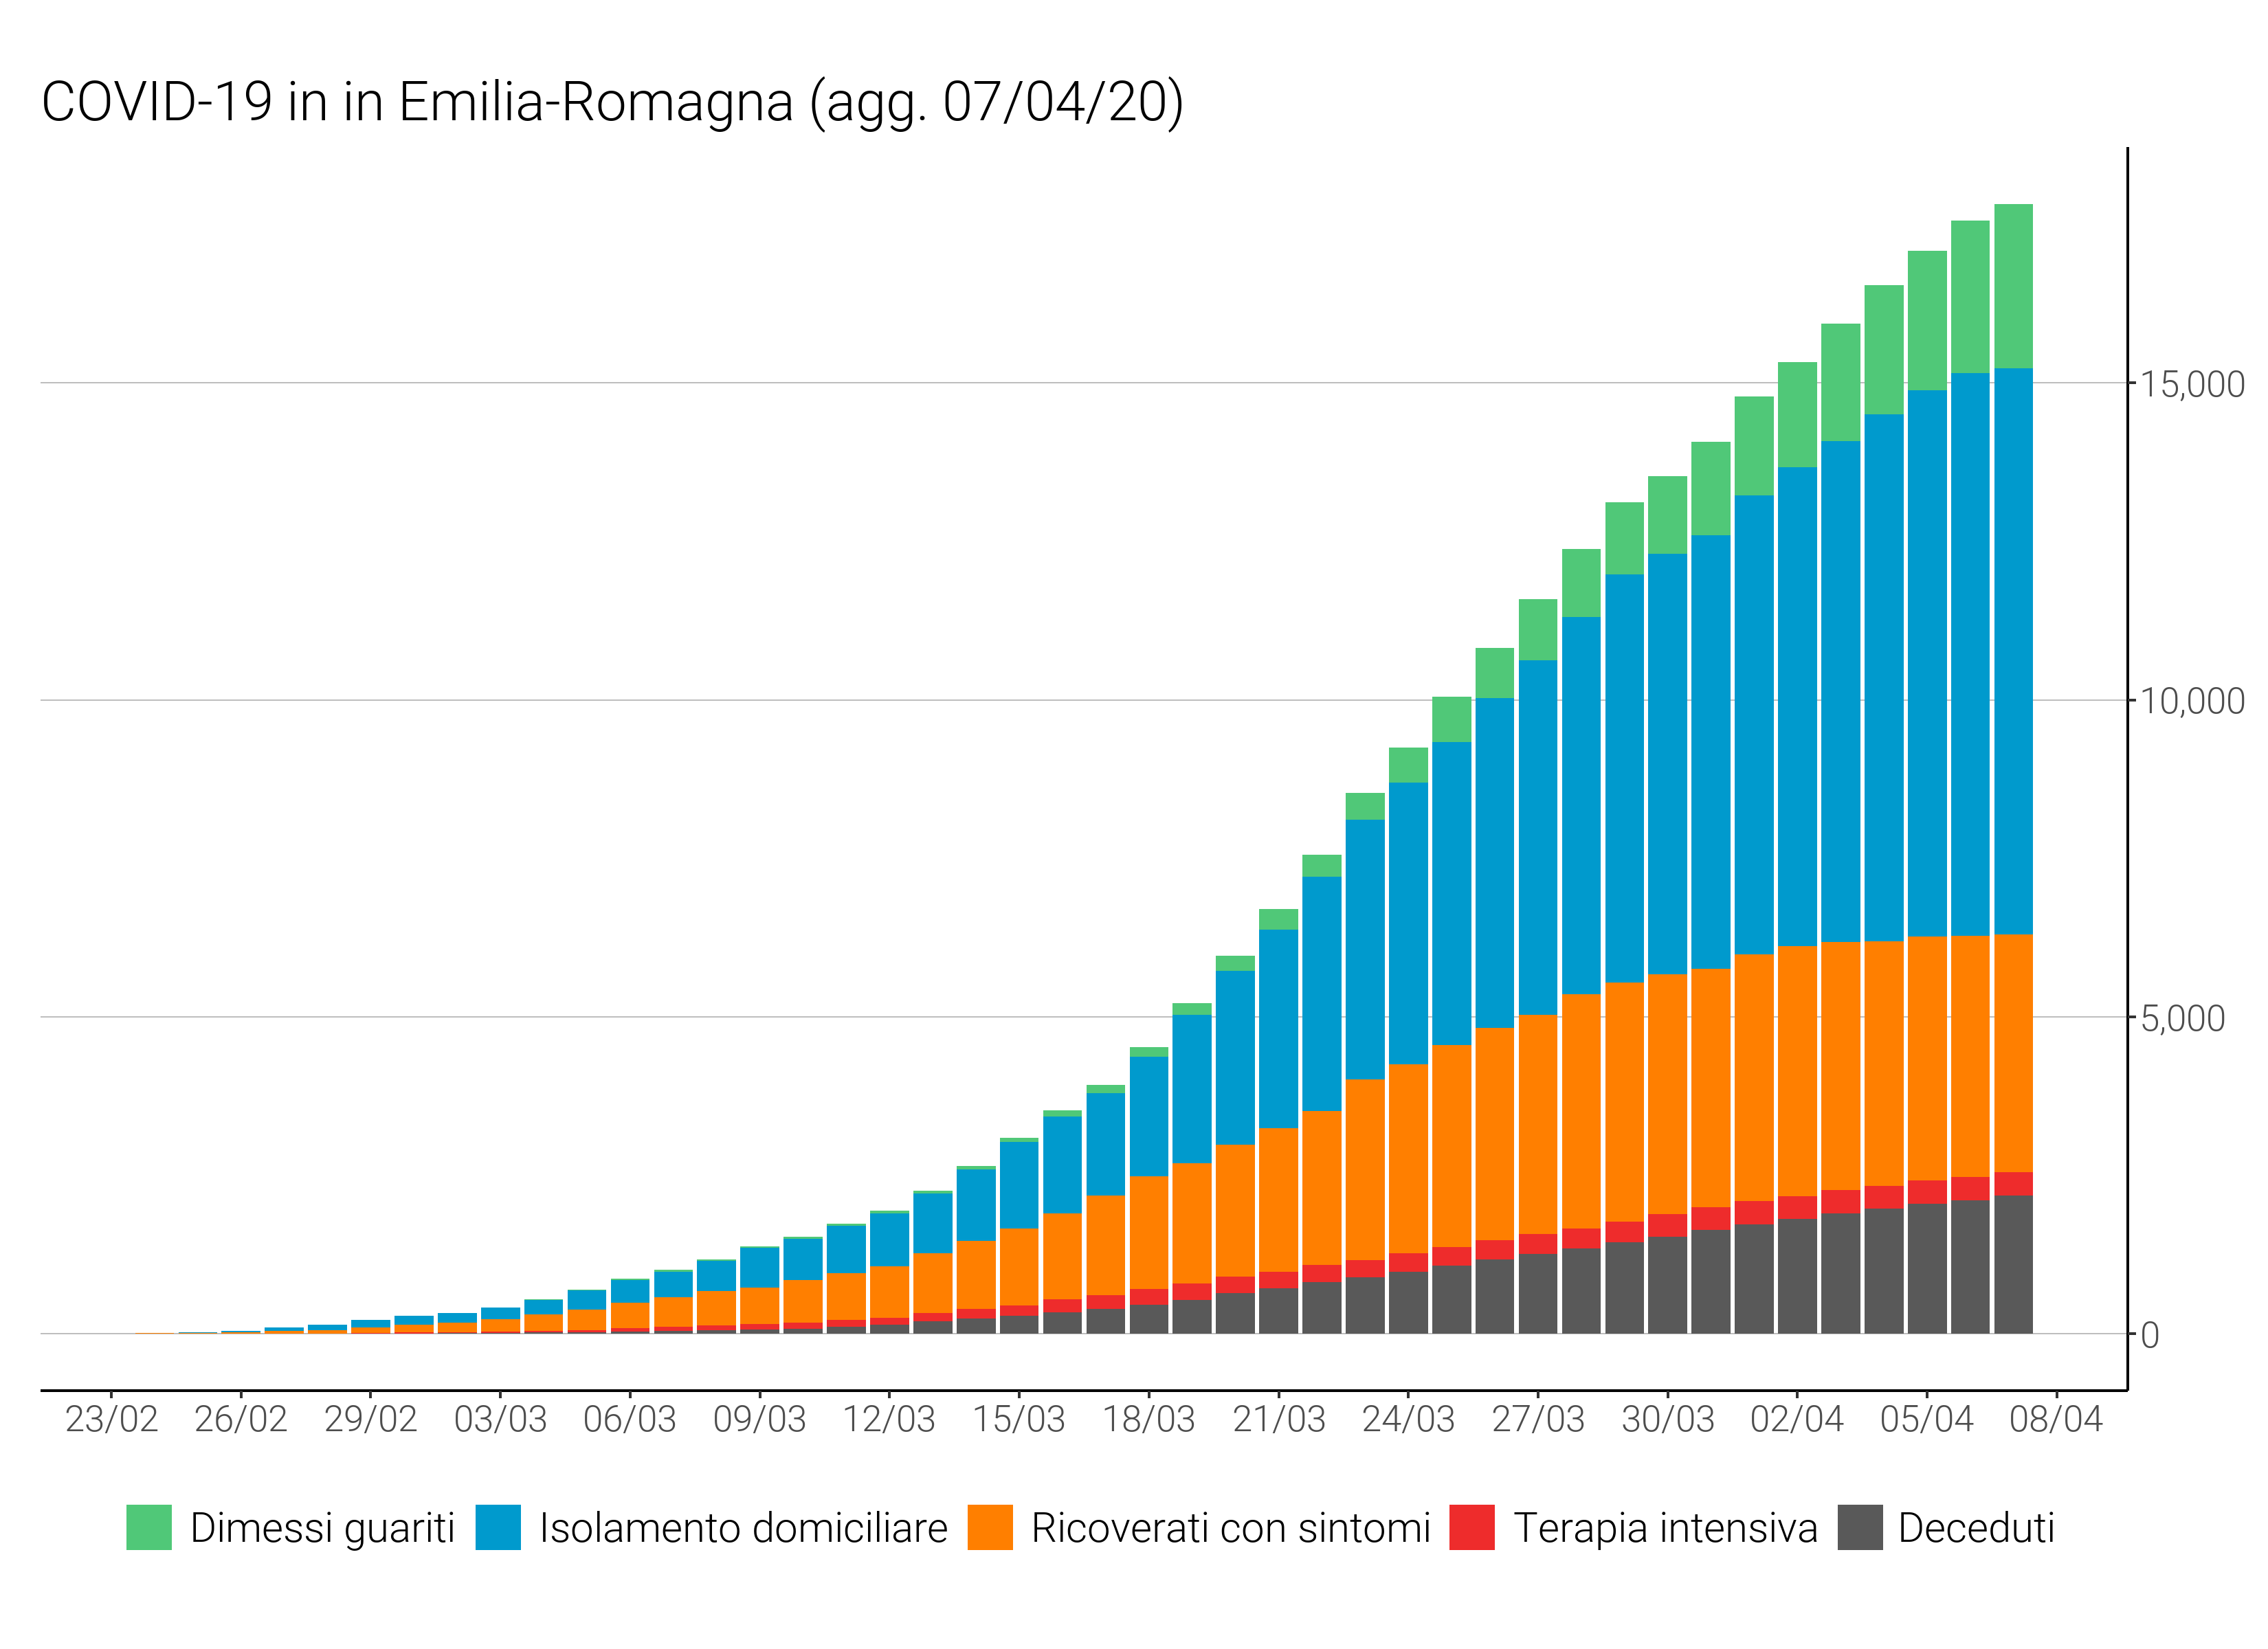 COVID-19 in in Emilia-Romagna (agg. 07/04/20)
15,000
10,000
5,000
0
23/02 26/02 29/02 03/03 06/03 09/03 12/03 15/03 18/03 21/03 24/03 27/03 30/03 02/04 05/04 08/04
Dimessi guariti Isolamento domiciliare Ricoverati con sintomi Terapia intensiva Deceduti